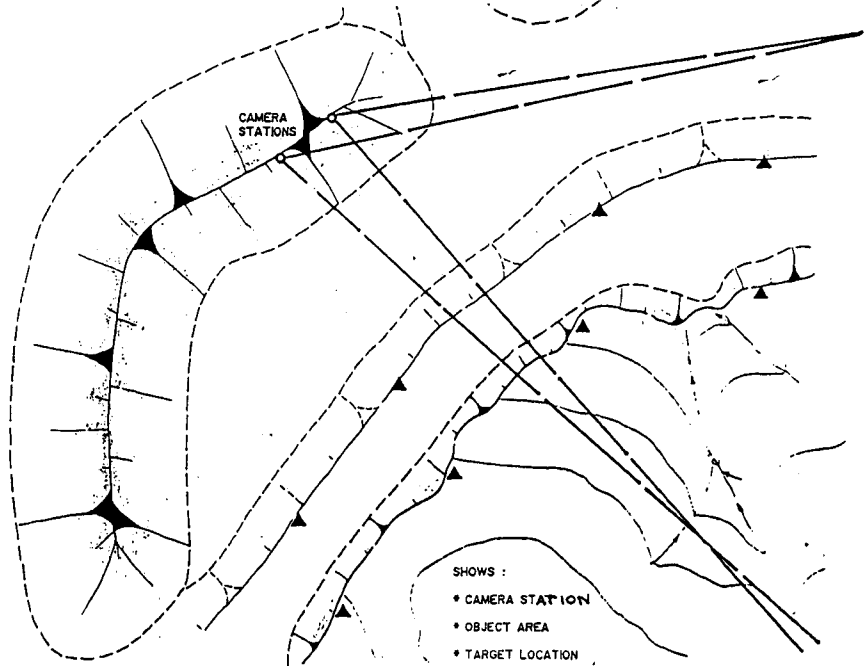 CAMERA
STATIONS
SHOWS :
* CAMERA STATION
* OBJECT AREA
* TARGET LOCATION